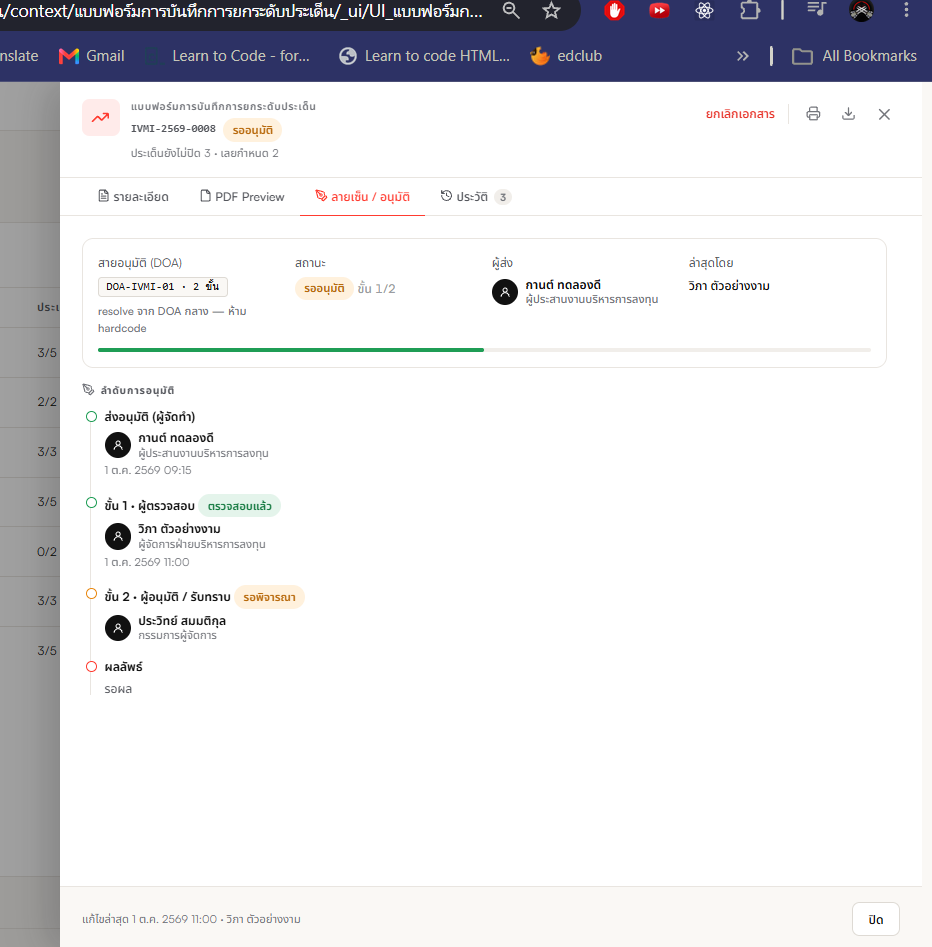 /context/แบบฟอร์มการบันทึกการยกระดับประเด็น/_ui/UI_แบบฟอร์มก...
nslate
Gmail
Learn to Code - for...
Learn to code HTML...
edclub
All Bookmarks
แบบฟอร์มการบันทึกการยกระดับประเด็น
IVMI-2569-0008 รออนุมัติ
ประเด็นยังไม่ปิด 3 • เลยกำหนด 2
ยกเลิกเอกสาร
รายละเอียด
PDF Preview
ลายเซ็น / อนุมัติ
ประวัติ 3
สายอนุมัติ (DOA)
DOA-IVMI-01 · 2 ขั้น
resolve จาก DOA กลาง — ห้าม
hardcode
สถานะ
รออนุมัติ ขั้น 1/2
ผู้ส่ง
กานต์ ทดลองดี
ผู้ประสานงานบริหารการลงทุน
ล่าสุดโดย
วิภา ตัวอย่างงาม
ลำดับการอนุมัติ
ส่งอนุมัติ (ผู้จัดทำ)
กานต์ ทดลองดี
ผู้ประสานงานบริหารการลงทุน
1 ต.ค. 2569 09:15
ขั้น 1 • ผู้ตรวจสอบ ตรวจสอบแล้ว
วิภา ตัวอย่างงาม
ผู้จัดการฝ่ายบริหารการลงทุน
1 ต.ค. 2569 11:00
ขั้น 2 • ผู้อนุมัติ / รับทราบ รอพิจารณา
ประวิทย์ สมมติกุล
กรรมการผู้จัดการ
ผลลัพธ์
รอผล
ประเ
3/5
2/2
3/3
3/5
0/2
3/3
3/5
แก้ไขล่าสุด 1 ต.ค. 2569 11:00 • วิภา ตัวอย่างงาม
ปิด